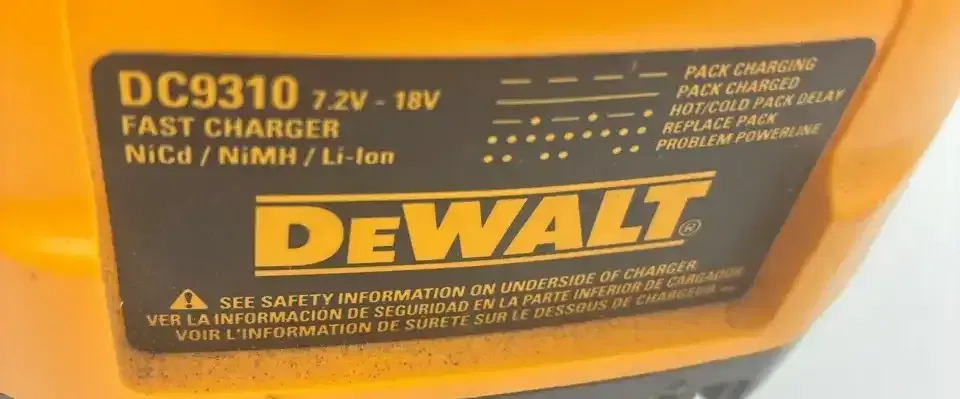 DC9310 7.2V - 18V
FAST CHARGER
NiCd / NiMH / Li-Ion
PACK CHARGING
PACK CHARGED
HOT/COLD PACK DELAY
REPLACE PACK
PROBLEM POWERLINE
DEWALT®
SEE SAFETY INFORMATION ON UNDERSIDE OF CHARGER
VER LA INFORMACIÓN DE SEGURIDAD EN LA PARTE INFERIOR DE CARGADOR
VOIR L'INFORMATION DE SURETE SUR LE DESSOUS DE CHARGEUR